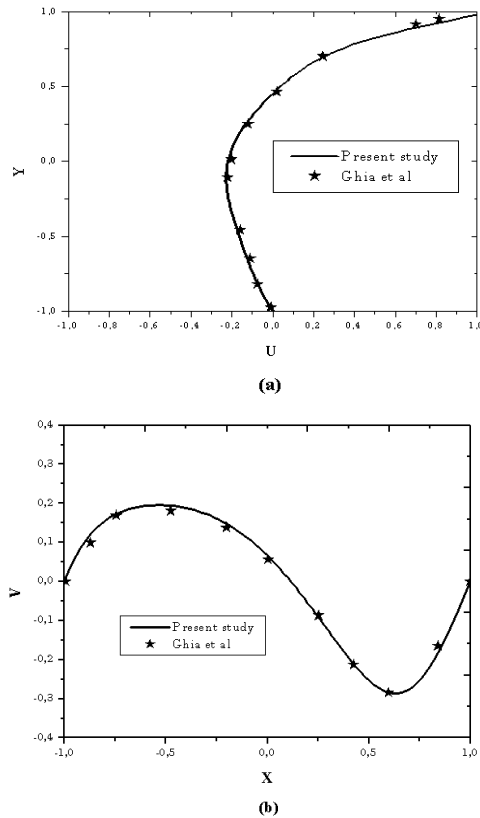 1,0
0,5
0,0
-0,5
-1,0
Y
Present study
Ghia et al
-1,0 -0,8 -0,6 -0,4 -0,2 0,0 0,2 0,4 0,6 0,8 1,0
U
(a)
0,4
0,3
0,2
0,1
0,0
-0,1
-0,2
-0,3
-0,4
V
Present study
Ghia et al
-1,0 -0,5 0,0 0,5 1,0
X
(b)